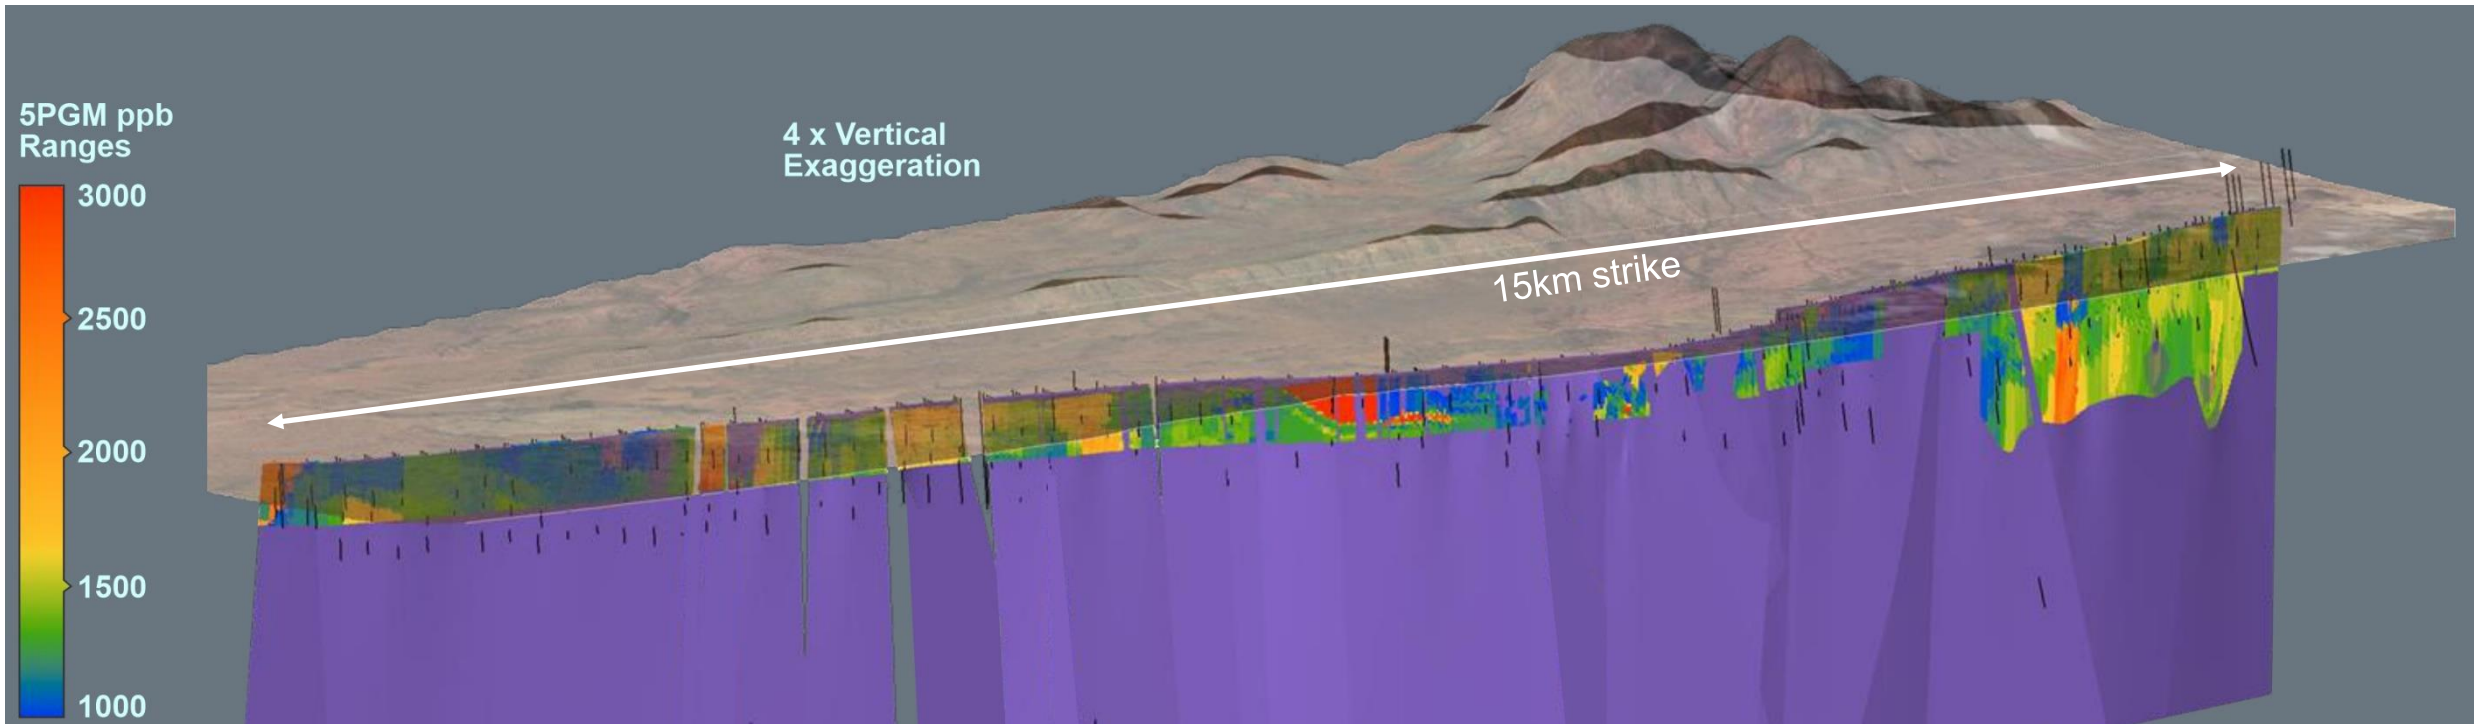 5PGM ppb
Ranges
3000
2500
2000
1500
1000
4 x Vertical
Exaggeration
15km strike